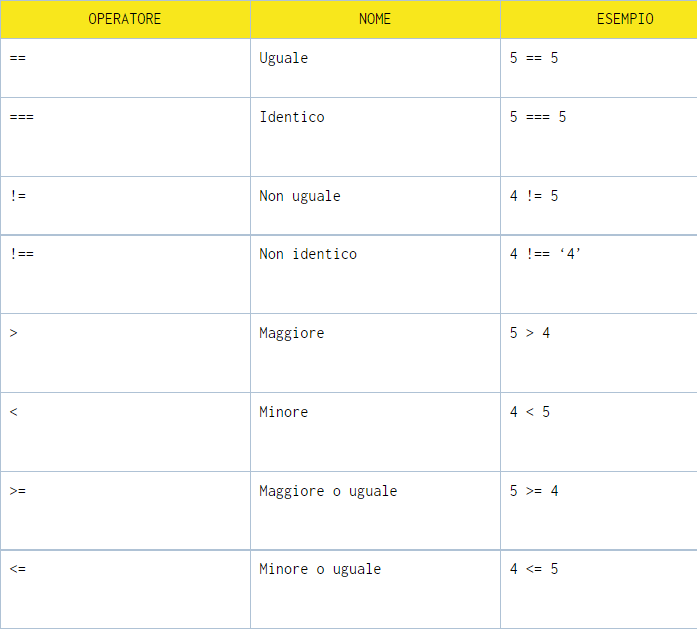 OPERATORE NOME ESEMPIO
== Uguale 5 == 5
=== Identico 5 === 5
!= Non uguale 4 != 5
!== Non identico 4 !== ‘4’
> Maggiore 5 > 4
< Minore 4 < 5
>= Maggiore o uguale 5 >= 4
<= Minore o uguale 4 <= 5